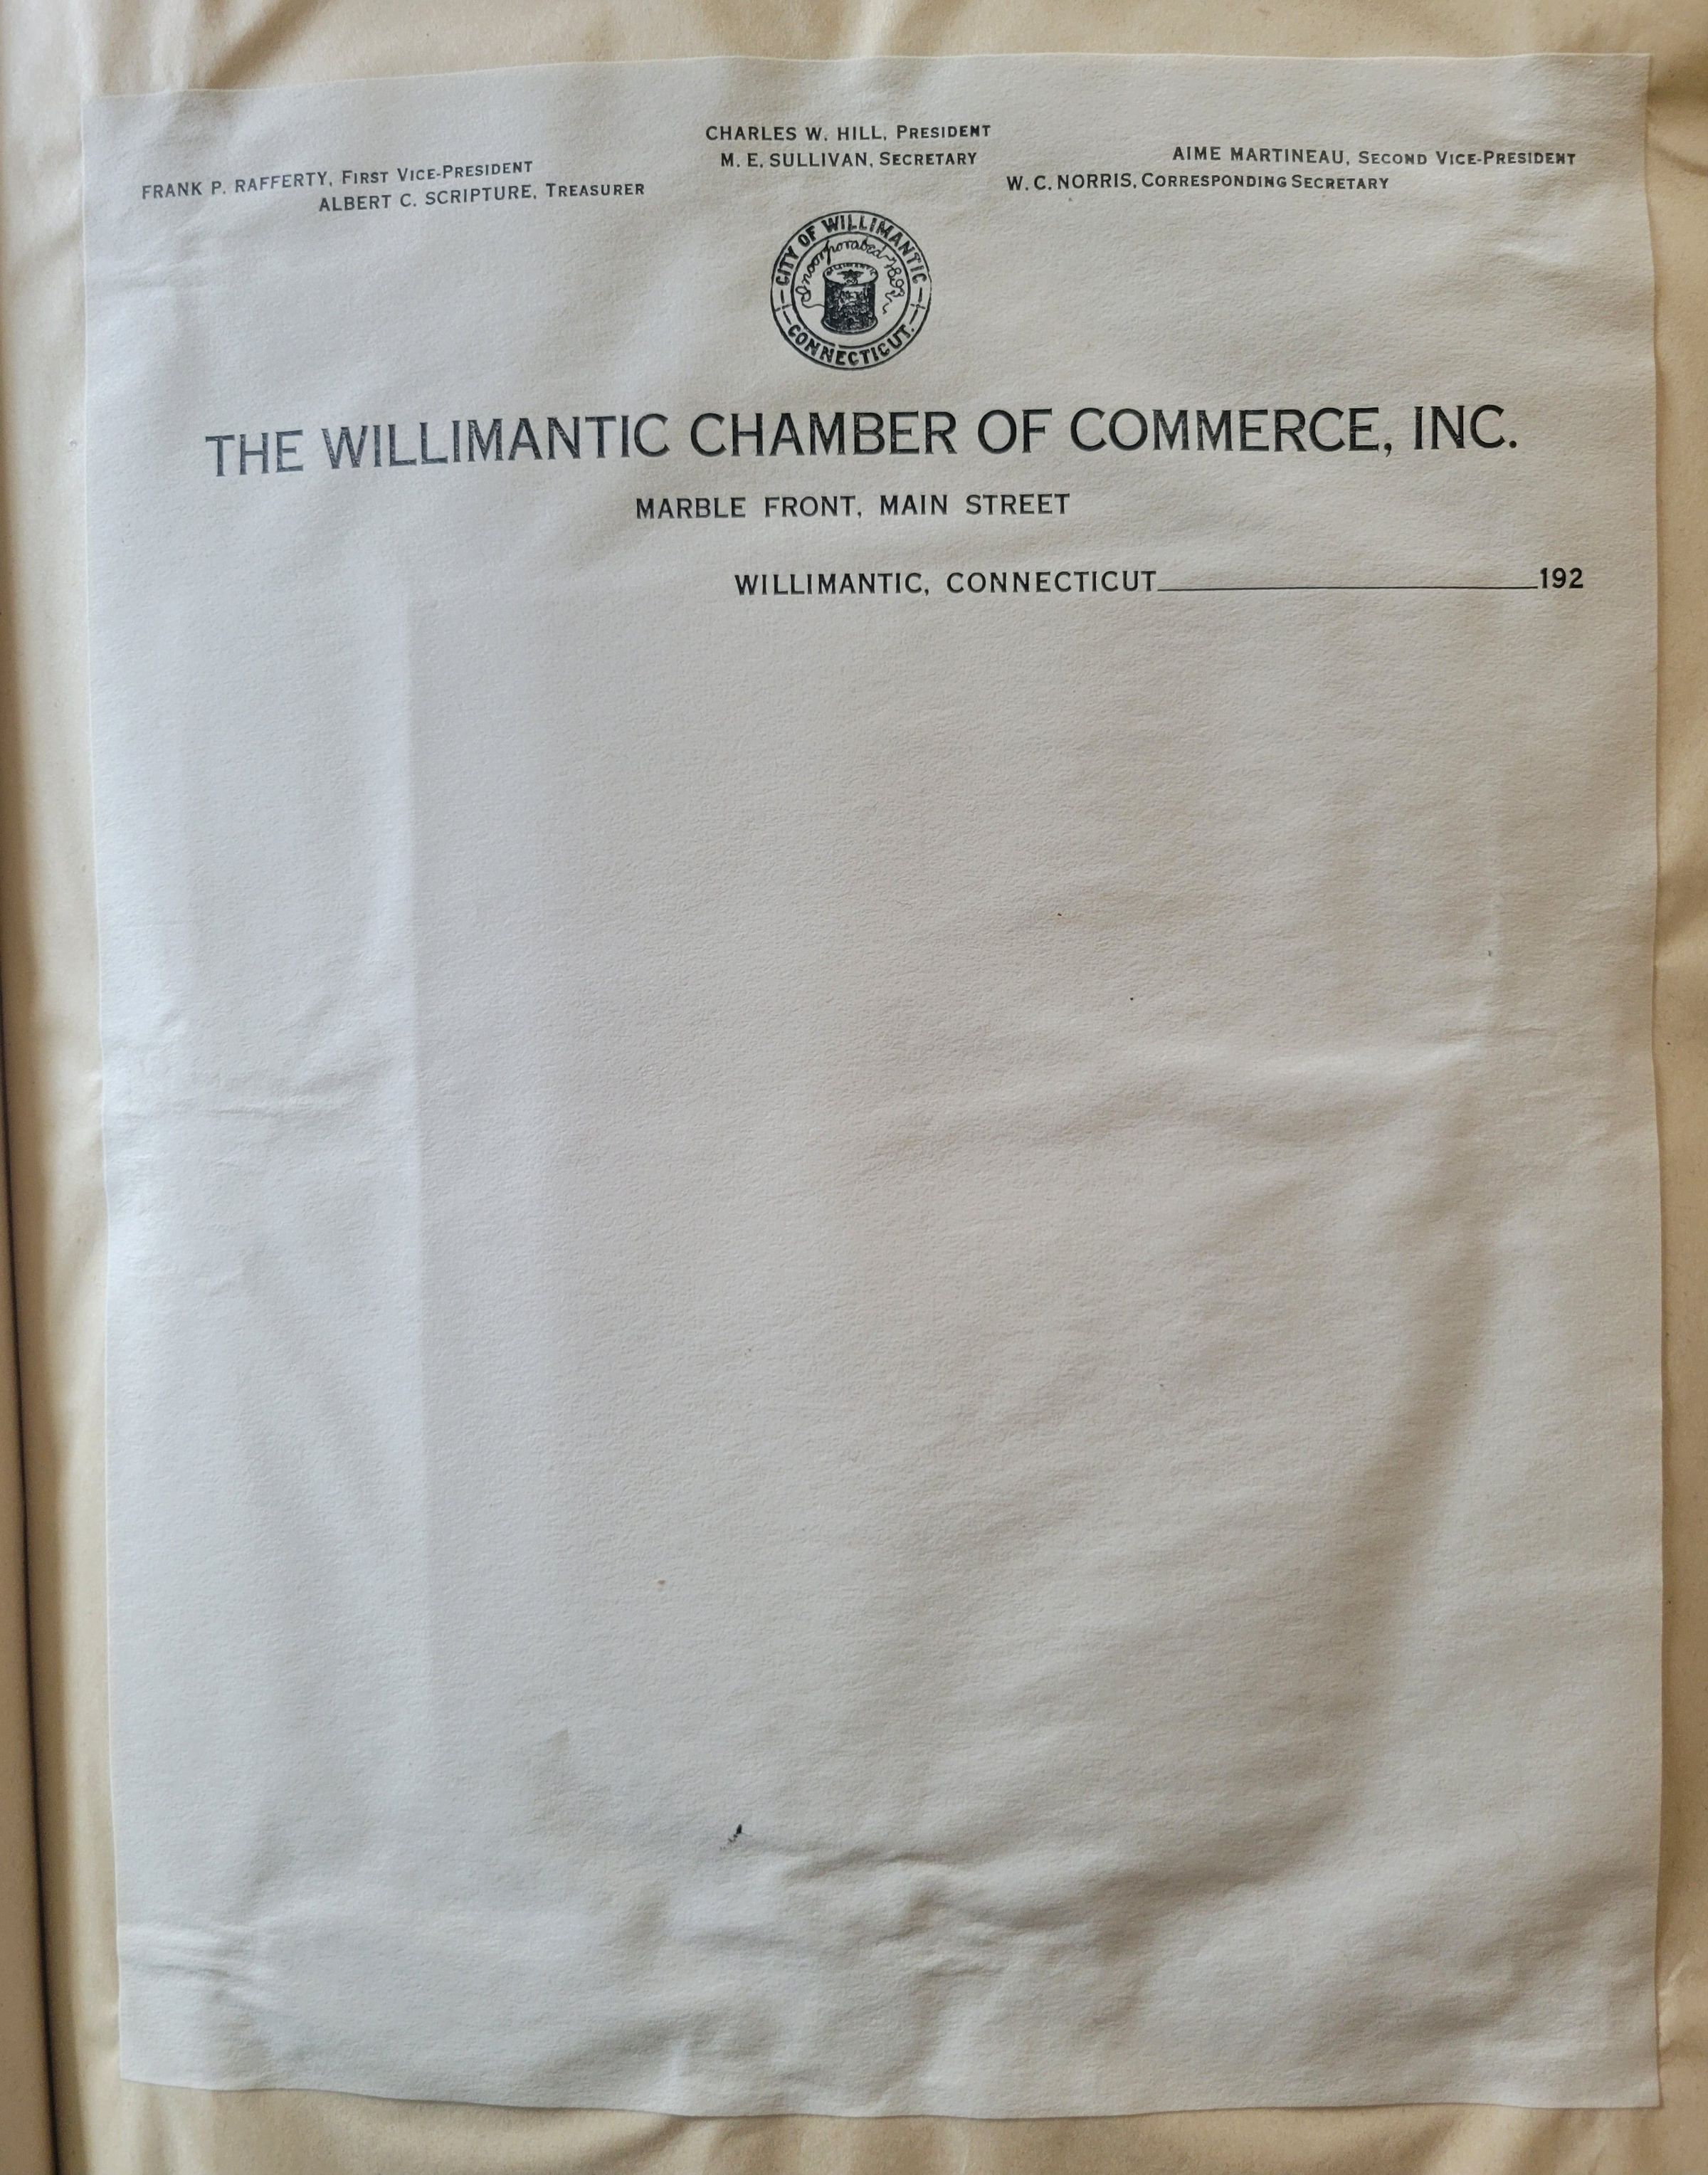 CHARLES W. HILL, PRESIDENT
M. E. SULLIVAN, SECRETARY
FRANK P. RAFFERTY, FIRST VICE-PRESIDENT
ALBERT C. SCRIPTURE, TREASURER
AIME MARTINEAU, SECOND VICE-PRESIDENT
W. C. NORRIS, CORRESPONDING SECRETARY
CITY OF WILLIMANTIC
Incorporated 1893
CONNECTICUT.
THE WILLIMANTIC CHAMBER OF COMMERCE, INC.
MARBLE FRONT, MAIN STREET
WILLIMANTIC, CONNECTICUT 192